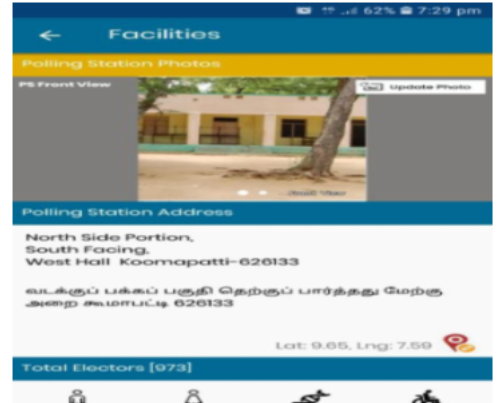 62% 7:29 pm
← Facilities
Polling Station Photos
PS Front View
Update Photo
Polling Station Address
North Side Portion,
South Facing,
West Hall Koomapatti-626133
வடக்குப் பக்கப் பகுதி தெற்குப் பார்த்தது மேற்கு
அறை கூமாபட்டி 626133
Lat: 9.65, Lng: 7.59
Total Electors [973]